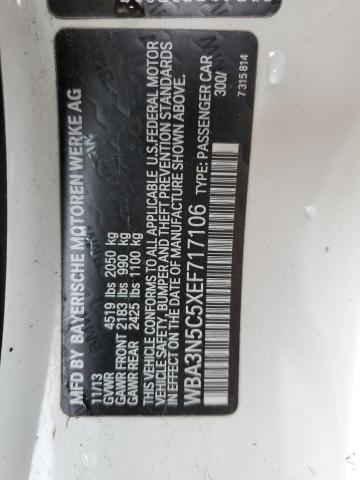 MFD BY BAYERISCHE MOTOREN WERKE AG
11/13
GVWR 4519 lbs 2050 kg
GAWR FRONT 2183 lbs 990 kg
GAWR REAR 2425 lbs 1100 kg
THIS VEHICLE CONFORMS TO ALL APPLICABLE U.S.FEDERAL MOTOR
VEHICLE SAFETY, BUMPER AND THEFT PREVENTION STANDARDS
IN EFFECT ON THE DATE OF MANUFACTURE SHOWN ABOVE.
WBA3N5C5XEF717106 TYPE: PASSENGER CAR
300/
7 315 814